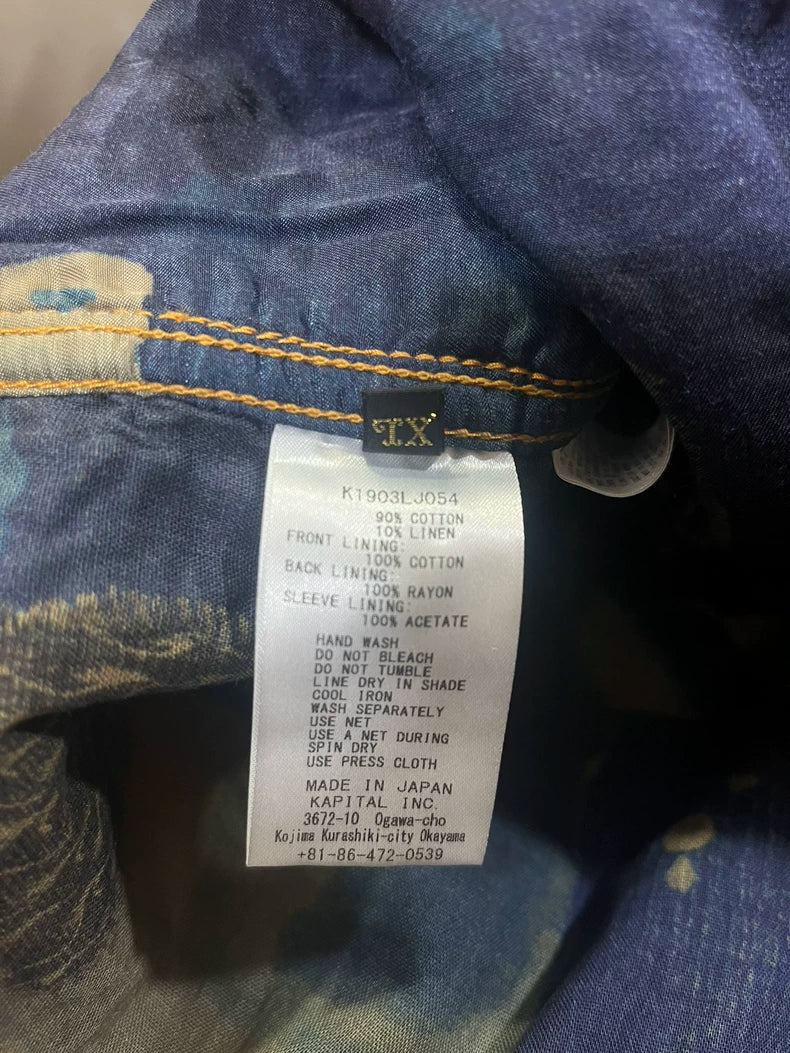 XL
K1903LJ054
90% COTTON
10% LINEN
FRONT LINING:
100% COTTON
BACK LINING:
100% RAYON
SLEEVE LINING:
100% ACETATE
HAND WASH
DO NOT BLEACH
DO NOT TUMBLE
LINE DRY IN SHADE
COOL IRON
WASH SEPARATELY
USE NET
USE A NET DURING
SPIN DRY
USE PRESS CLOTH
MADE IN JAPAN
KAPITAL INC.
3672-10 Ogawa-cho
Kojima Kurashiki-city Okayama
+81-86-472-0539